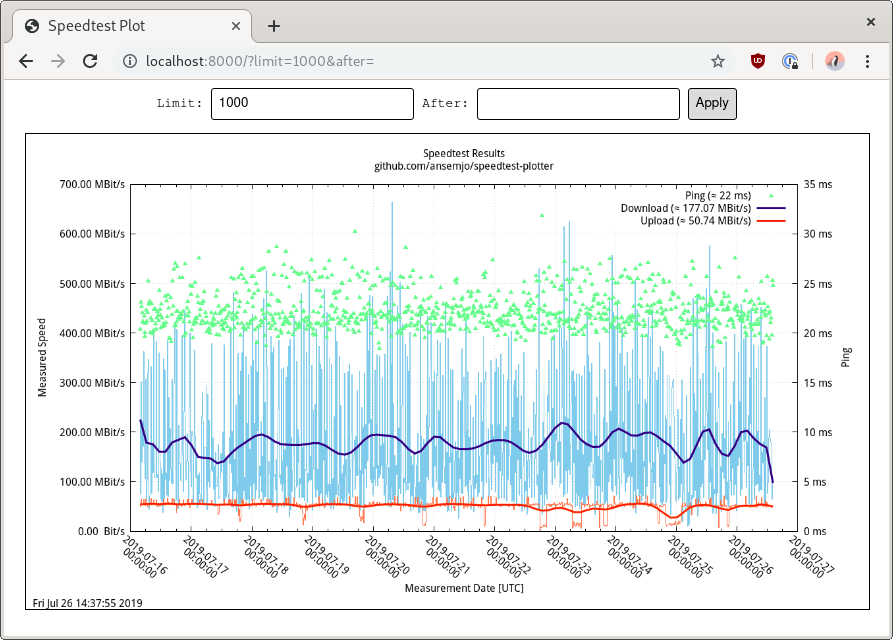 Speedtest Plot
localhost:8000/?limit=1000&after=
Limit: 1000 After: Apply
Speedtest Results
github.com/ansemjo/speedtest-plotter
Ping (≈ 22 ms)
Download (≈ 177.07 MBit/s)
Upload (≈ 50.74 MBit/s)
700.00 MBit/s
600.00 MBit/s
500.00 MBit/s
400.00 MBit/s
300.00 MBit/s
200.00 MBit/s
100.00 MBit/s
0.00 Bit/s
Measured Speed
35 ms
30 ms
25 ms
20 ms
15 ms
10 ms
5 ms
0 ms
Ping
2019-07-16
00:00:00
2019-07-17
00:00:00
2019-07-18
00:00:00
2019-07-19
00:00:00
2019-07-20
00:00:00
2019-07-21
00:00:00
2019-07-22
00:00:00
2019-07-23
00:00:00
2019-07-24
00:00:00
2019-07-25
00:00:00
2019-07-26
00:00:00
2019-07-27
00:00:00
Measurement Date [UTC]
Fri Jul 26 14:37:55 2019